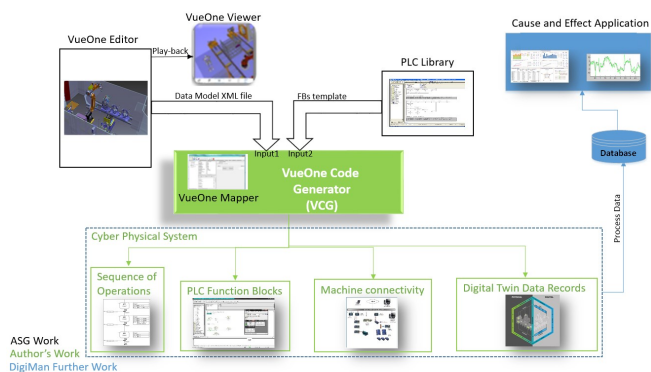 VueOne Viewer
Cause and Effect Application
VueOne Editor
Play-back
PLC Library
Data Model XML file
FBs template
Input1
Input2
VueOne Code
Generator
(VCG)
VueOne Mapper
Database
Process Data
Cyber Physical System
Sequence of
Operations
PLC Function Blocks
Machine connectivity
Digital Twin Data Records
ASG Work
Author's Work
DigiMan Further Work